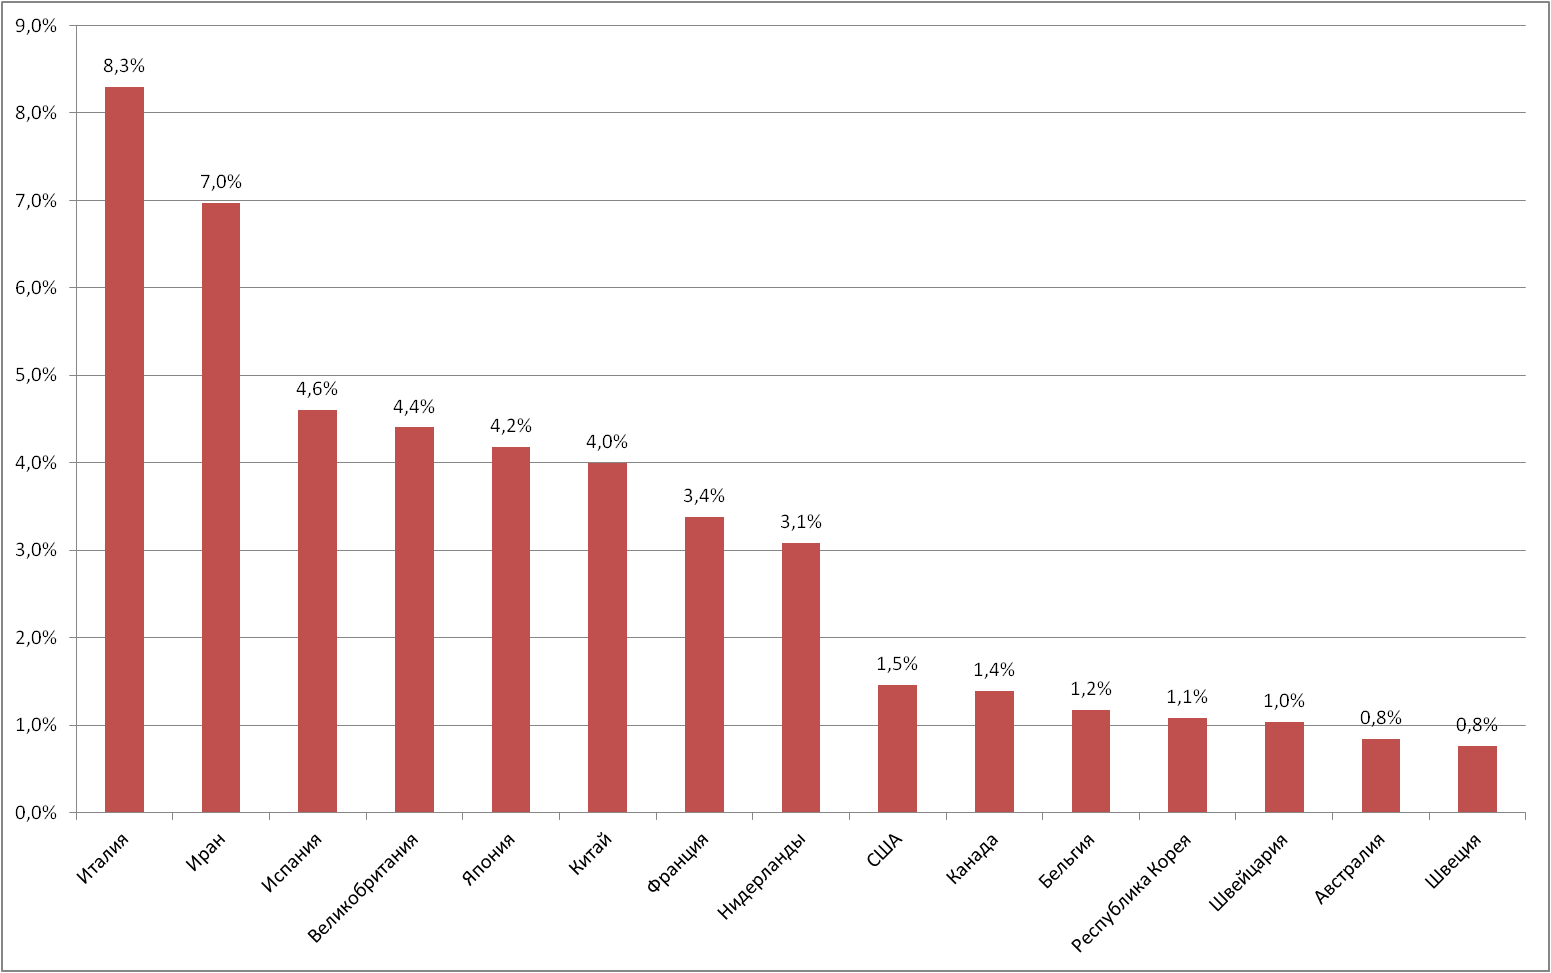 9,0%
8,0%
7,0%
6,0%
5,0%
4,0%
3,0%
2,0%
1,0%
0,0%
8,3%
7,0%
4,6%
4,4%
4,2%
4,0%
3,4%
3,1%
1,5%
1,4%
1,2%
1,1%
1,0%
0,8%
0,8%
Италия
Иран
Испания
Великобритания
Япония
Китай
Франция
Нидерланды
США
Канада
Бельгия
Республика Корея
Швейцария
Австралия
Швеция